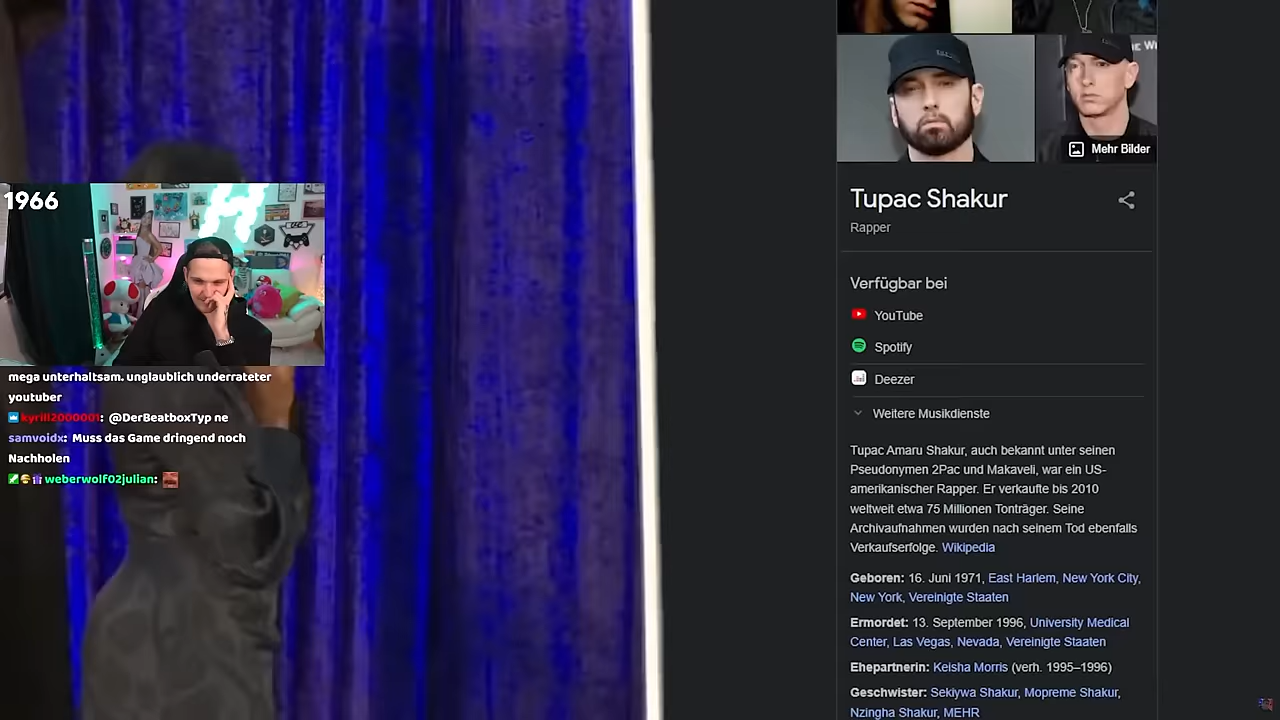 1966
mega unterhaltsam. unglaublich underrateter
youtuber
kyrill2000001: @DerBeatboxTyp ne
samvoidx: Muss das Game dringend noch
Nachholen
weberwolf02julian:
Mehr Bilder
Tupac Shakur
Rapper
Verfügbar bei
YouTube
Spotify
Deezer
Weitere Musikdienste
Tupac Amaru Shakur, auch bekannt unter seinen
Pseudonymen 2Pac und Makaveli, war ein US-
amerikanischer Rapper. Er verkaufte bis 2010
weltweit etwa 75 Millionen Tonträger. Seine
Archivaufnahmen wurden nach seinem Tod ebenfalls
Verkaufserfolge. Wikipedia
Geboren: 16. Juni 1971, East Harlem, New York City,
New York, Vereinigte Staaten
Ermordet: 13. September 1996, University Medical
Center, Las Vegas, Nevada, Vereinigte Staaten
Ehepartnerin: Keisha Morris (verh. 1995–1996)
Geschwister: Sekiywa Shakur, Mopreme Shakur,
Nzingha Shakur, MEHR